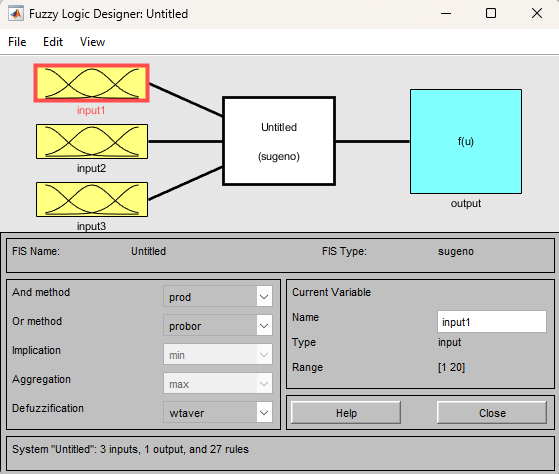 Fuzzy Logic Designer: Untitled
File Edit View
input1
input2
input3
Untitled
(sugeno)
f(u)
output
FIS Name: Untitled FIS Type: sugeno
And method prod
Or method probor
Implication min
Aggregation max
Defuzzification wtaver
Current Variable
Name input1
Type input
Range [1 20]
Help Close
System "Untitled": 3 inputs, 1 output, and 27 rules